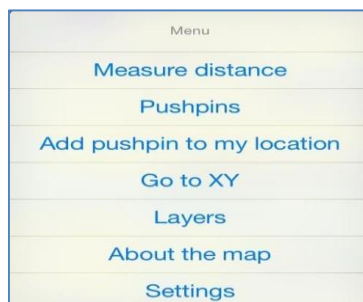 Menu
Measure distance
Pushpins
Add pushpin to my location
Go to XY
Layers
About the map
Settings